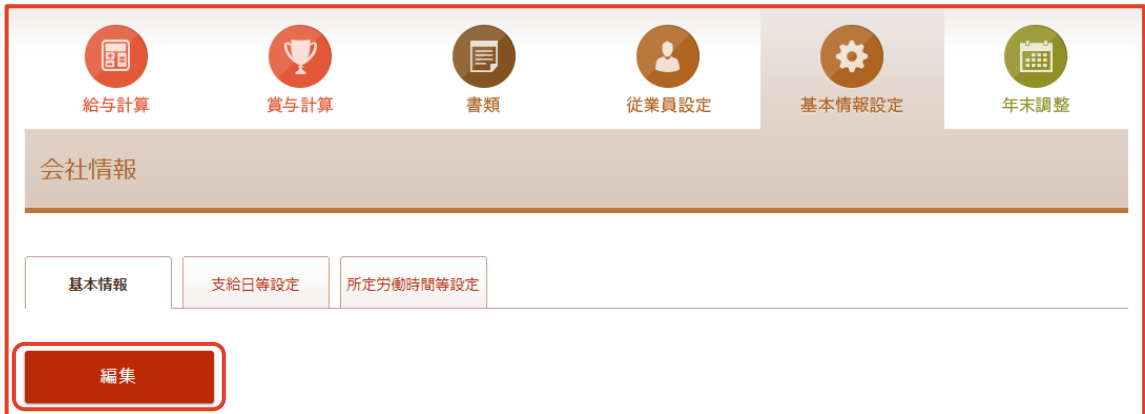 給与計算 賞与計算 書類 従業員設定 基本情報設定 年末調整
会社情報
基本情報 支給日等設定 所定労働時間等設定
編集